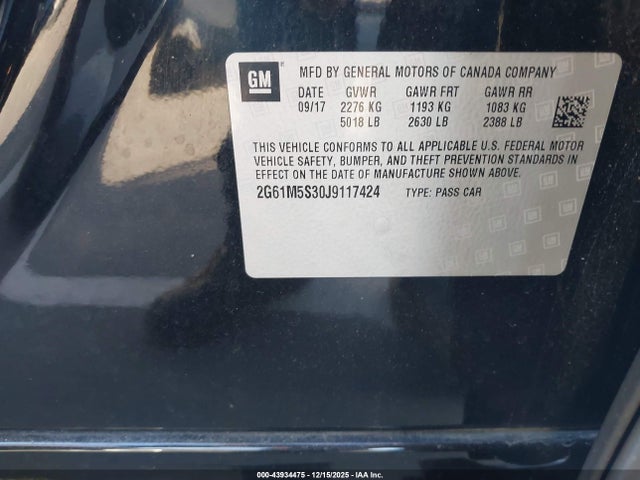 GM
MFD BY GENERAL MOTORS OF CANADA COMPANY
DATE GVWR GAWR FRT GAWR RR
09/17 2276 KG 1193 KG 1083 KG
5018 LB 2630 LB 2388 LB
THIS VEHICLE CONFORMS TO ALL APPLICABLE U.S. FEDERAL MOTOR
VEHICLE SAFETY, BUMPER, AND THEFT PREVENTION STANDARDS IN
EFFECT ON THE DATE OF MANUFACTURE SHOWN ABOVE.
2G61M5S30J9117424 TYPE: PASS CAR
000-43934475 - 12/15/2025 - IAA Inc.